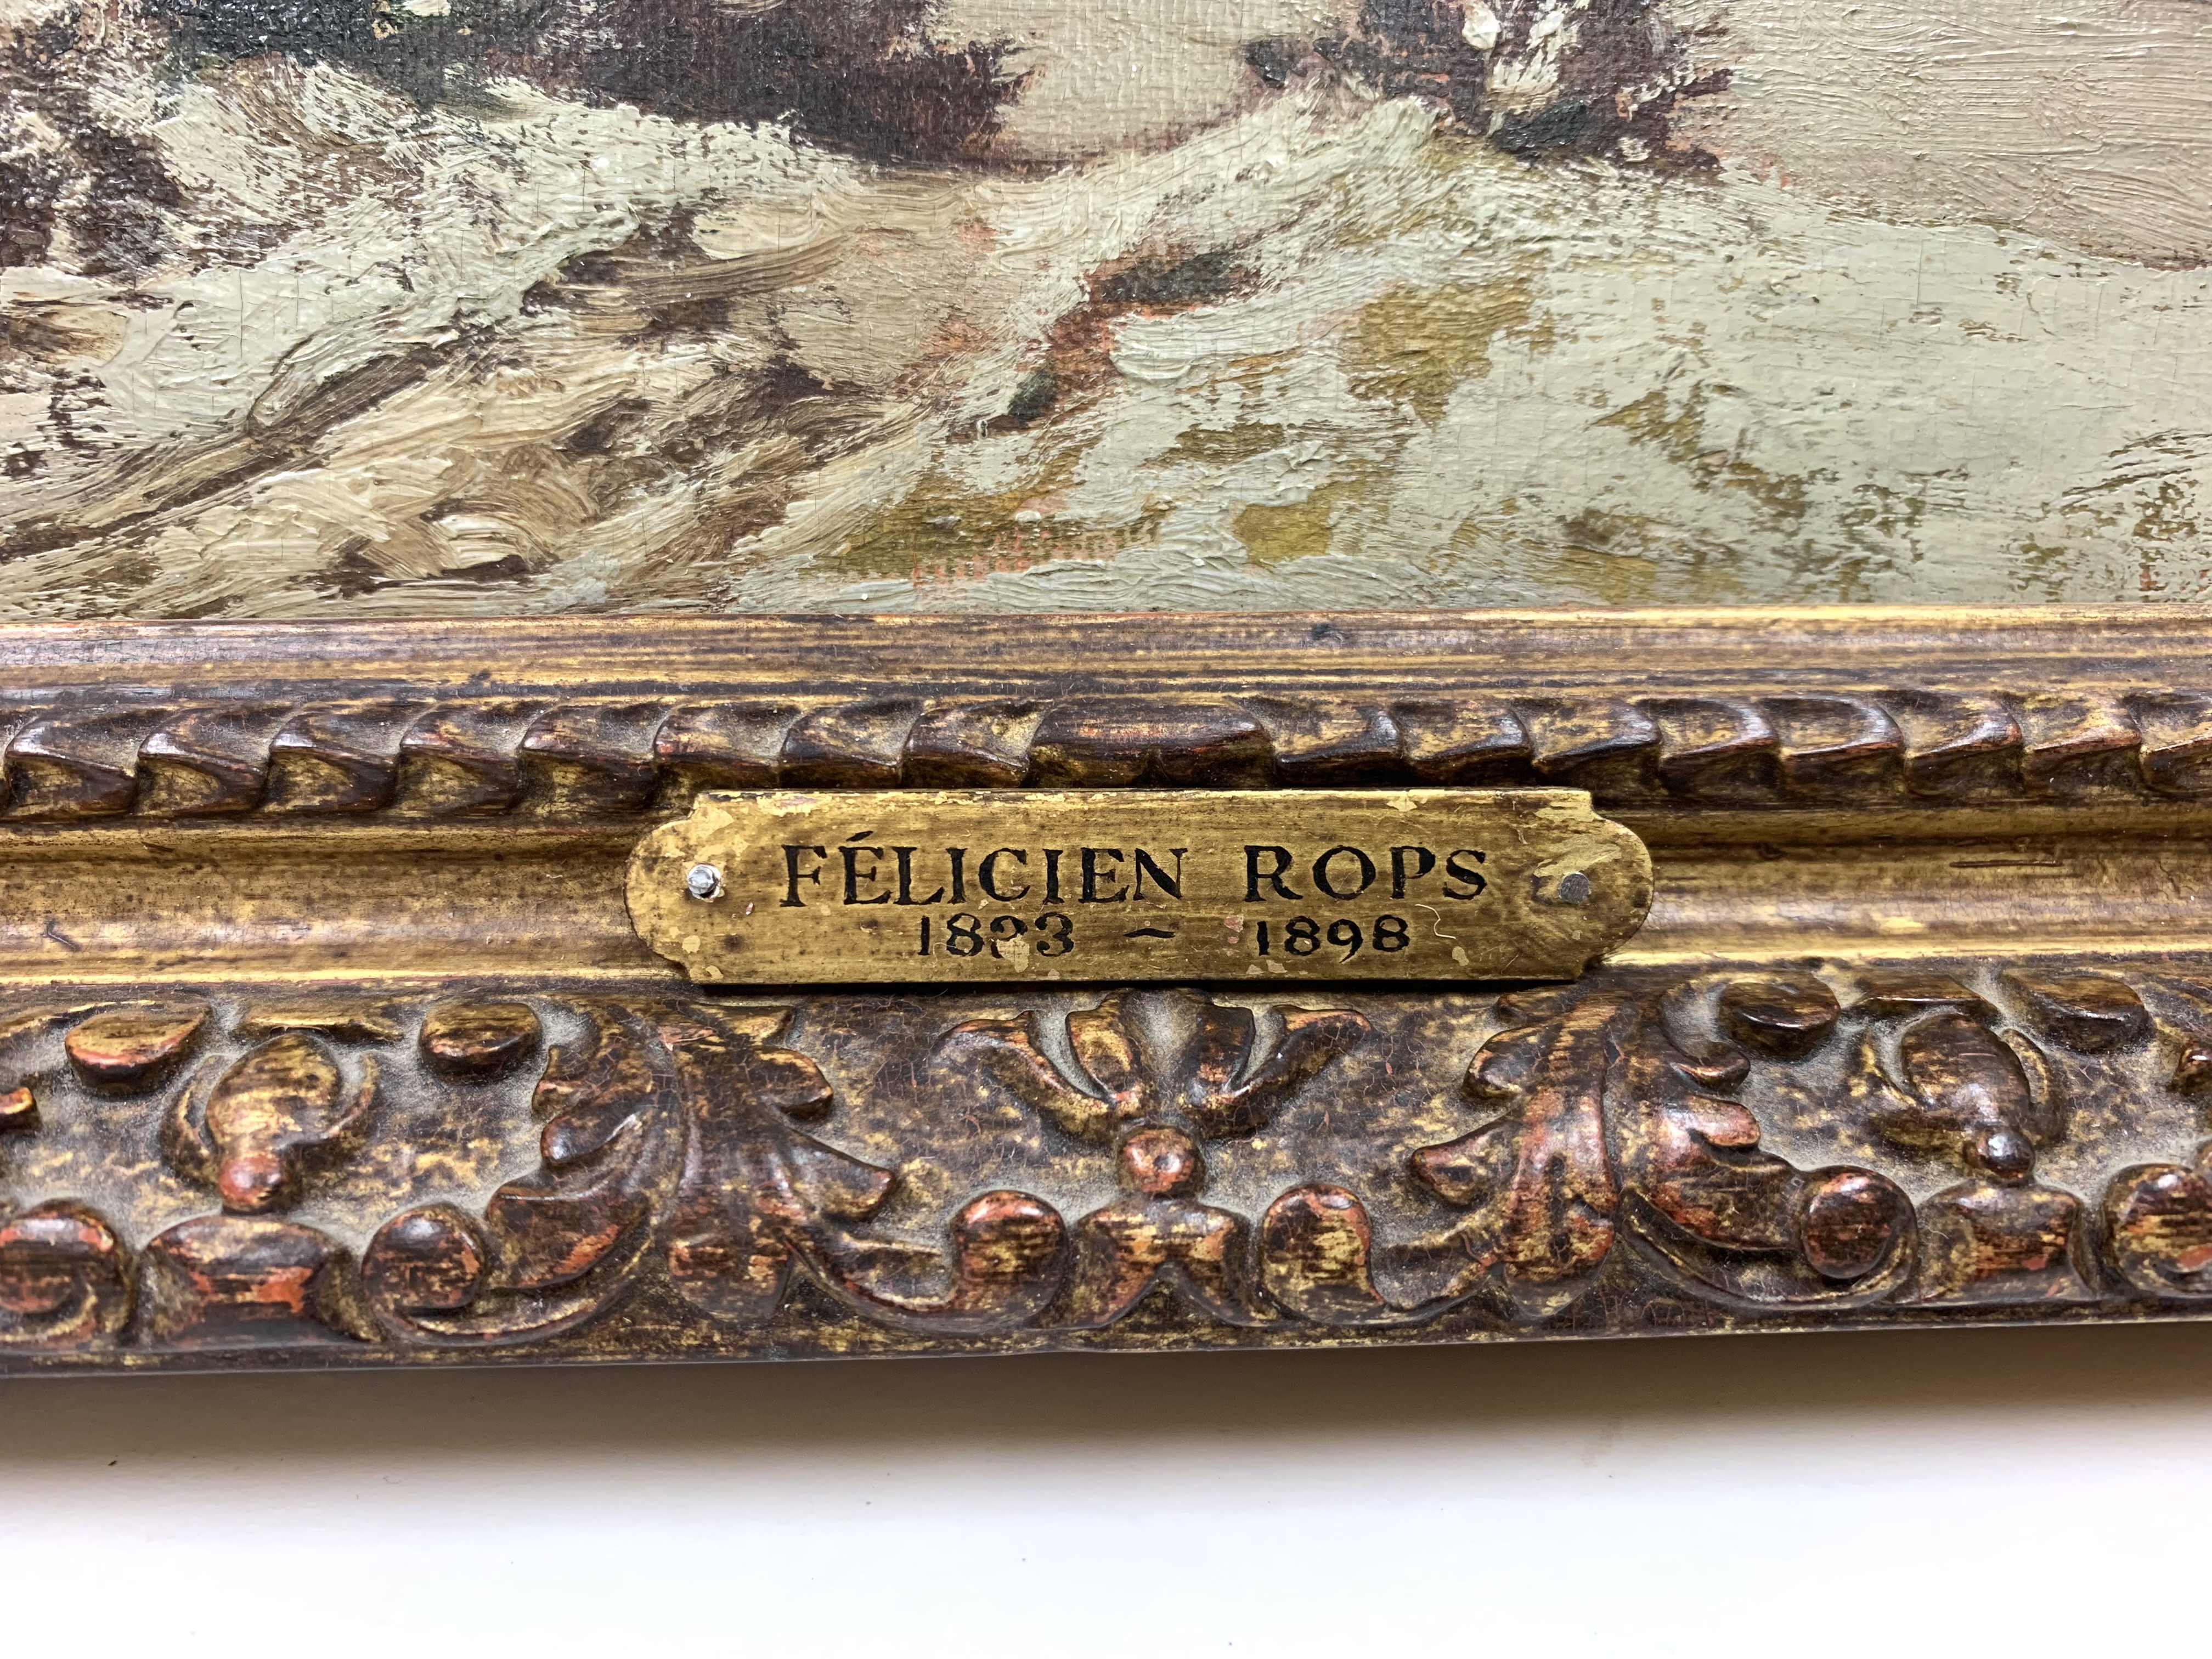 FÉLICIEN ROPS
1833 ~ 1898